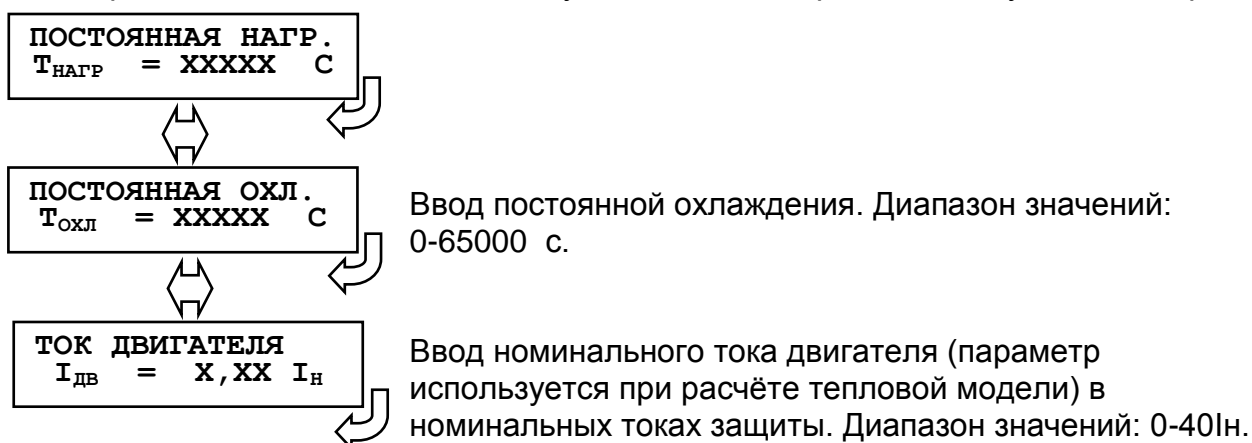 ПОСТОЯННАЯ НАГР.
TНАГР = XXXXX С
ПОСТОЯННАЯ ОХЛ.
TОХЛ = XXXXX С
Ввод постоянной охлаждения. Диапазон значений:
0-65000 с.
ТОК ДВИГАТЕЛЯ
IДВ = X,XX IН
Ввод номинального тока двигателя (параметр
используется при расчёте тепловой модели) в
номинальных токах защиты. Диапазон значений: 0-40Iн.